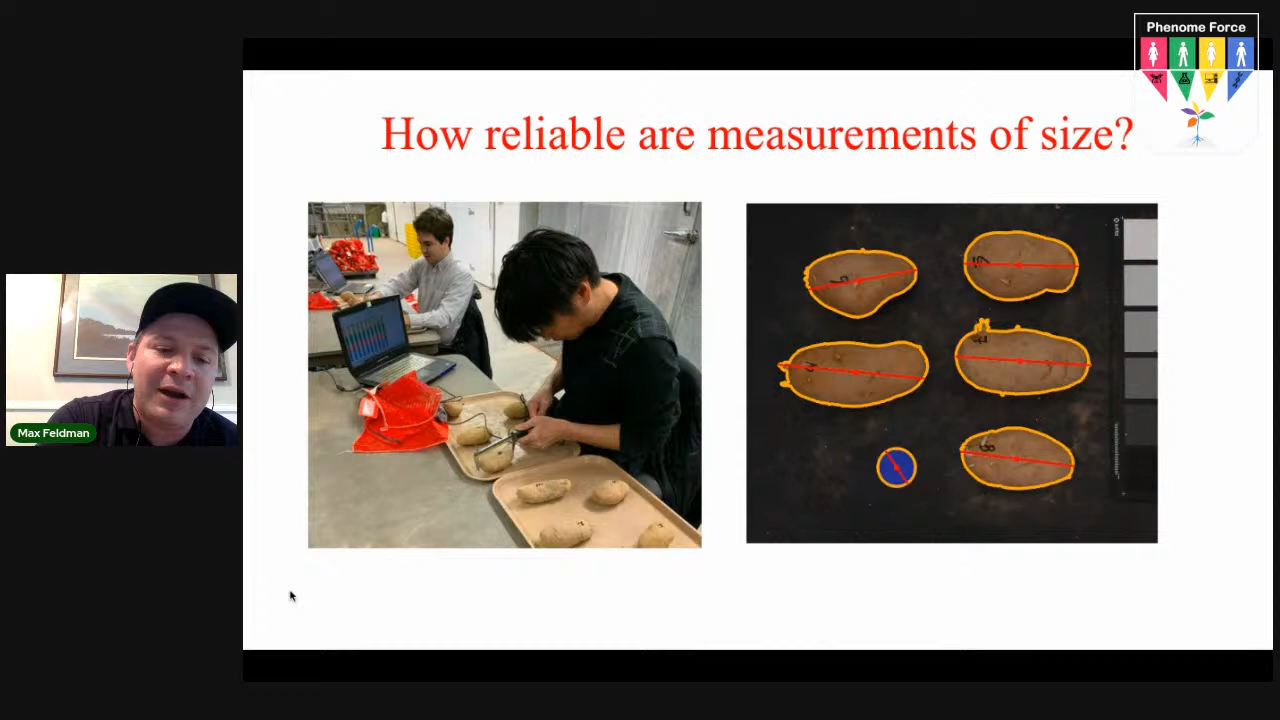 Phenome Force
How reliable are measurements of size?
Max Feldman